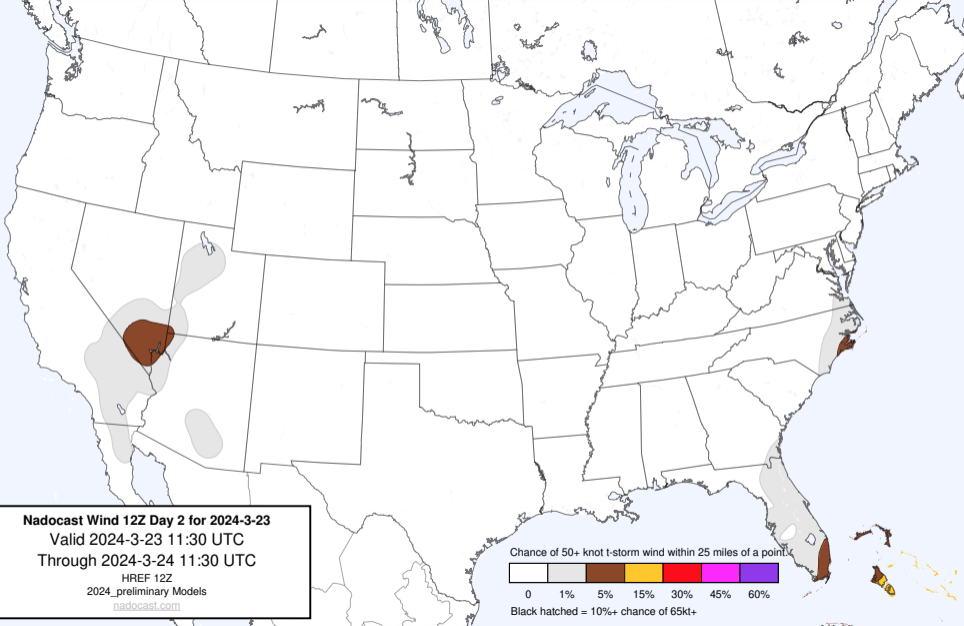 Nadocast Wind 12Z Day 2 for 2024-3-23
Valid 2024-3-23 11:30 UTC
Through 2024-3-24 11:30 UTC
HREF 12Z
2024_preliminary Models
nadocast.com
Chance of 50+ knot t-storm wind within 25 miles of a point.
0 1% 5% 15% 30% 45% 60%
Black hatched = 10%+ chance of 65kt+